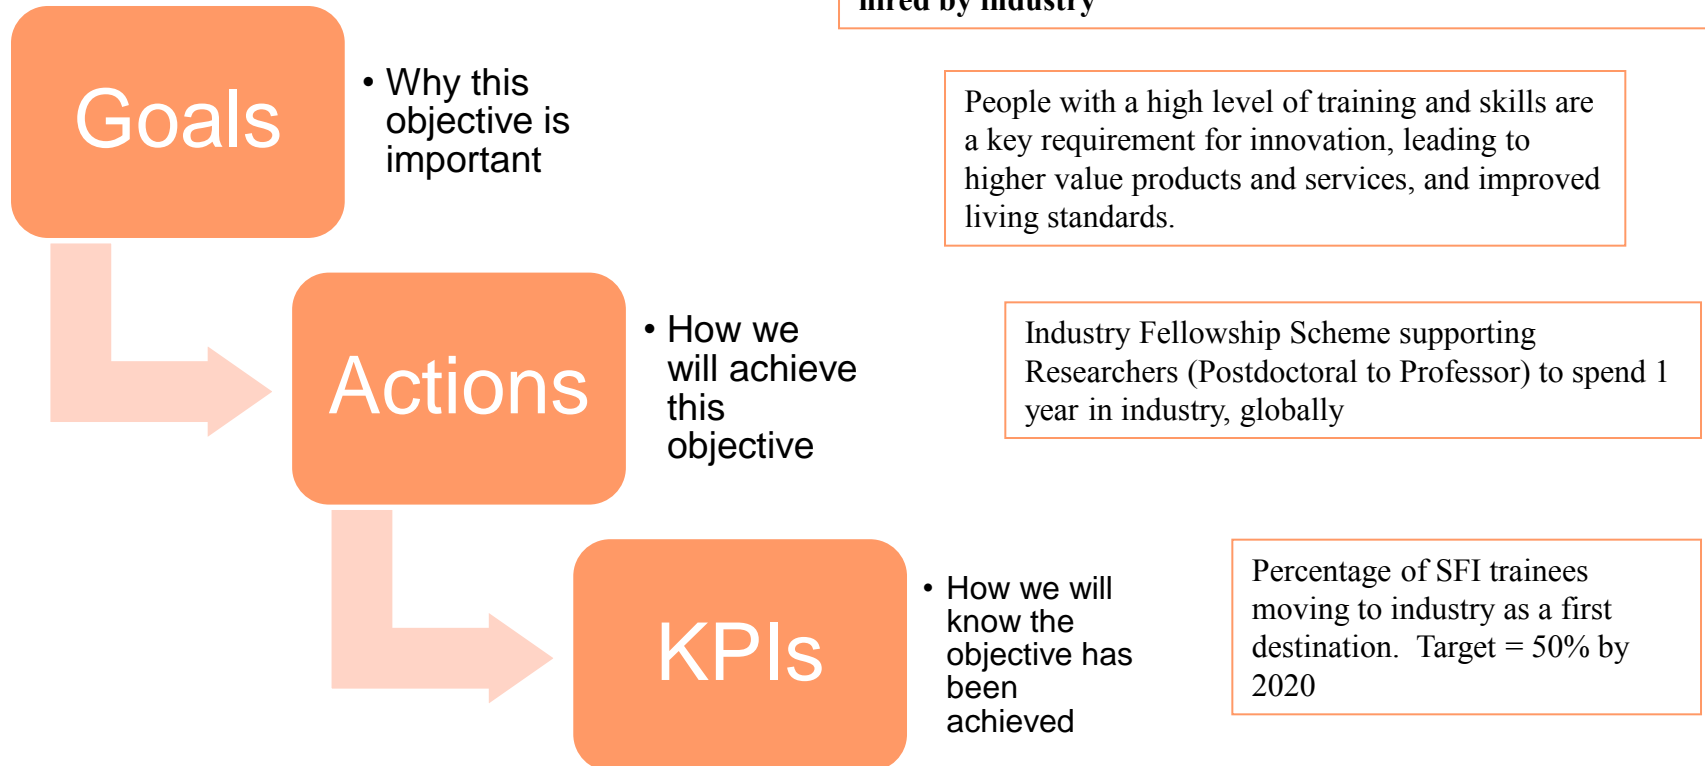 hired by industry
Goals
• Why this
objective is
important
People with a high level of training and skills are
a key requirement for innovation, leading to
higher value products and services, and improved
living standards.
Actions
• How we
will achieve
this
objective
Industry Fellowship Scheme supporting
Researchers (Postdoctoral to Professor) to spend 1
year in industry, globally
KPIs
• How we will
know the
objective has
been
achieved
Percentage of SFI trainees
moving to industry as a first
destination. Target = 50% by
2020